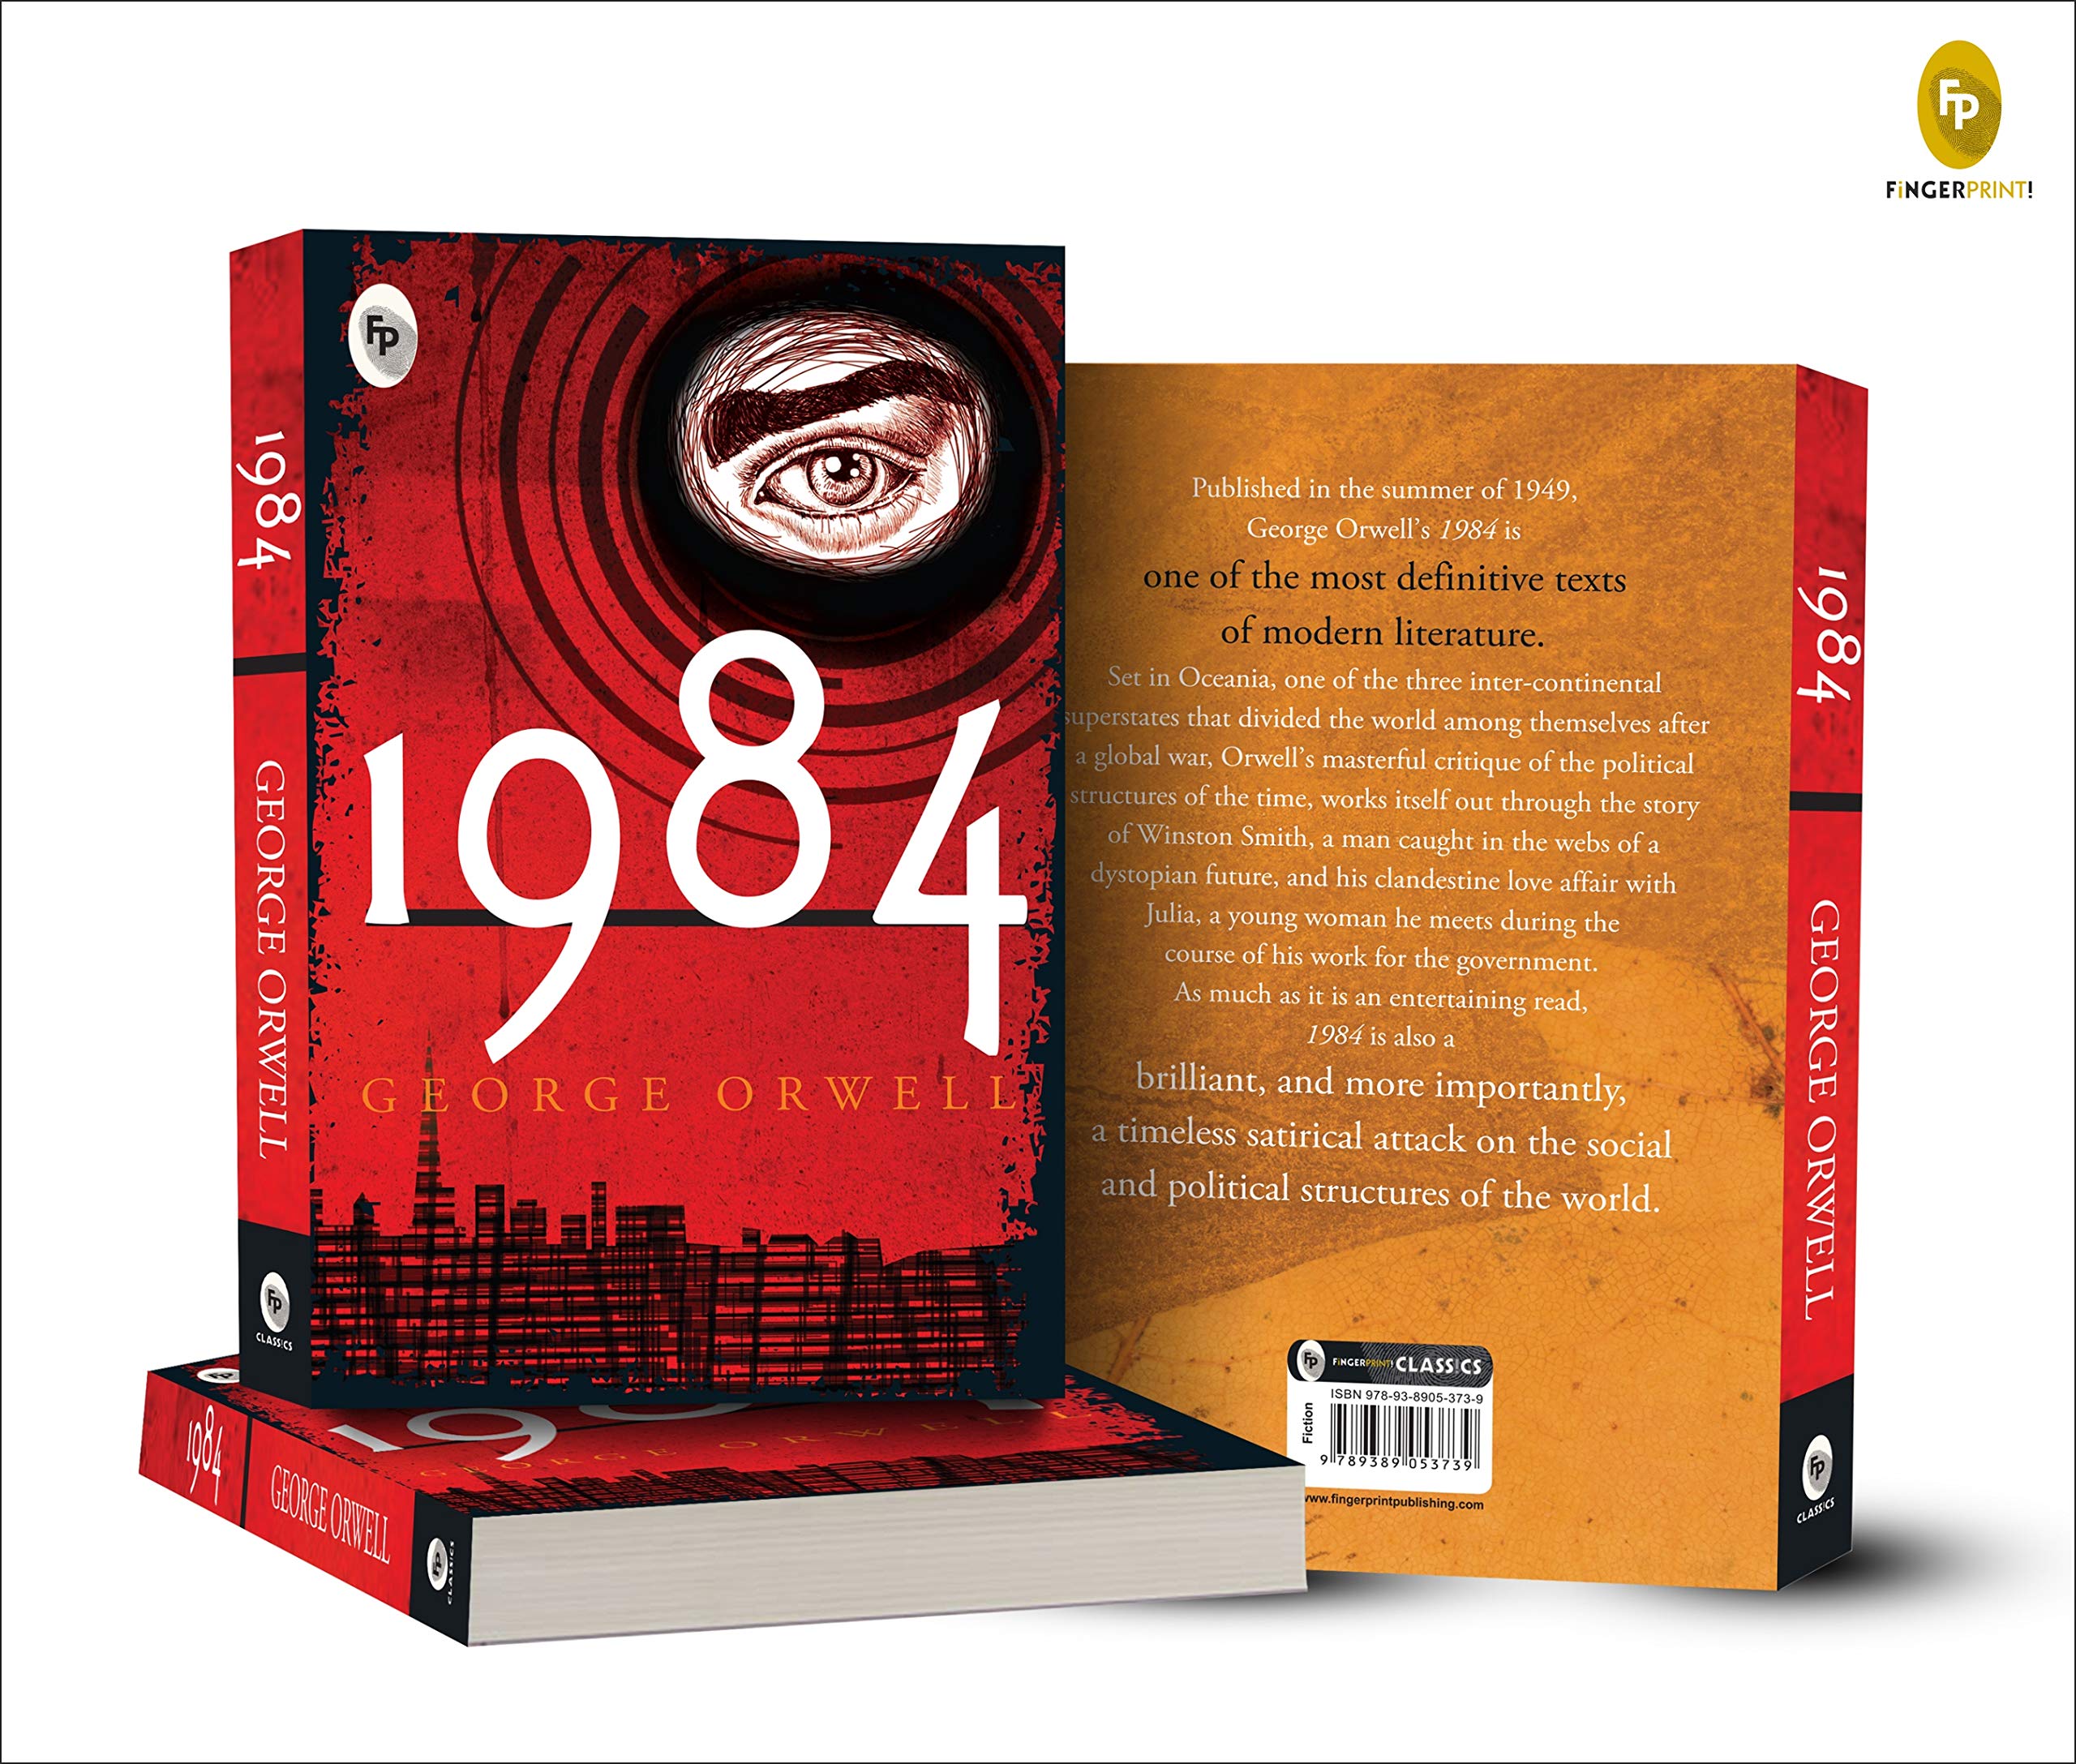 FP
FiNGERPRINT!
FP
1984
GEORGE ORWELL
1984
GEORGE ORWELL
FP
CLASSiCS
Published in the summer of 1949,
George Orwell's 1984 is
one of the most definitive texts
of modern literature.
Set in Oceania, one of the three inter-continental
superstates that divided the world among themselves after
a global war, Orwell's masterful critique of the political
structures of the time, works itself out through the story
of Winston Smith, a man caught in the webs of a
dystopian future, and his clandestine love affair with
Julia, a young woman he meets during the
course of his work for the government.
As much as it is an entertaining read,
1984 is also a
brilliant, and more importantly,
a timeless satirical attack on the social
and political structures of the world.
FP FiNGERPRINT! CLASSiCS
ISBN 978-93-8905-373-9
Fiction
9 789389 053739
www.fingerprintpublishing.com
1984
GEORGE ORWELL
FP
CLASSiCS
1984
GEORGE ORWELL
FP
CLASSiCS
GEORGE ORWELL